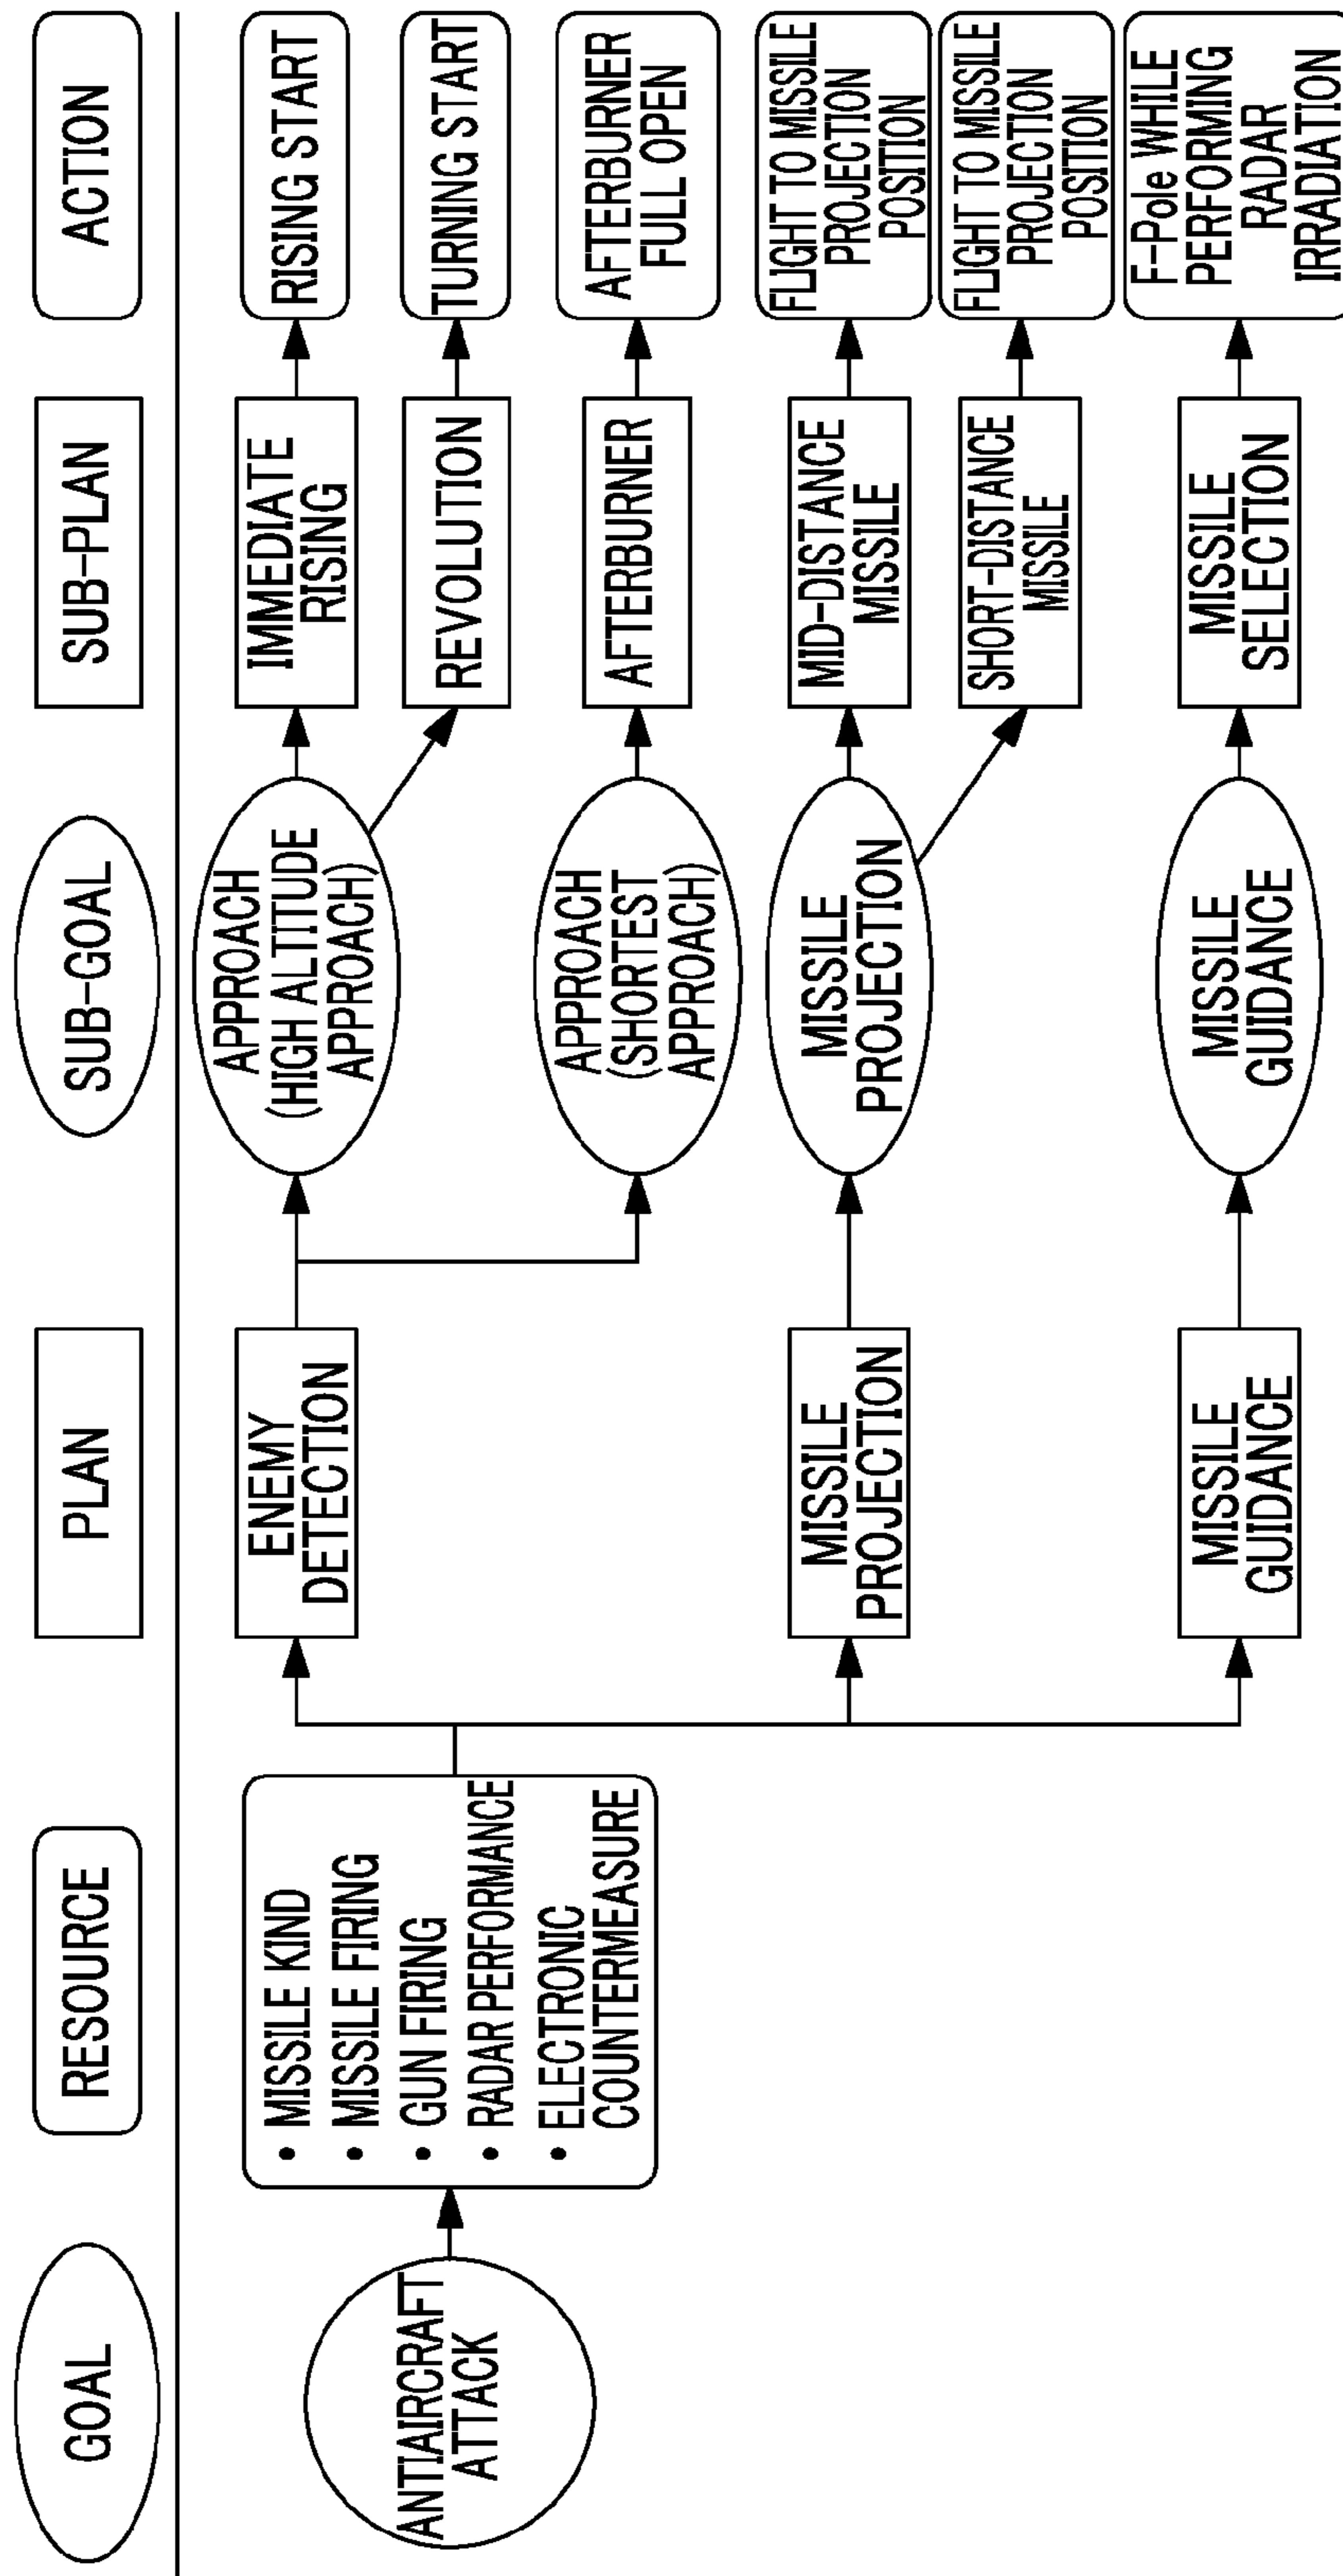 GOAL
RESOURCE
PLAN
SUB-GOAL
SUB-PLAN
ACTION
ANTIAIRCRAFT
ATTACK
• MISSILE KIND
• MISSILE FIRING
• GUN FIRING
• RADAR PERFORMANCE
• ELECTRONIC
COUNTERMEASURE
ENEMY
DETECTION
APPROACH
(HIGH ALTITUDE
APPROACH)
IMMEDIATE
RISING
RISING START
REVOLUTION
TURNING START
APPROACH
(SHORTEST
APPROACH)
AFTERBURNER
AFTERBURNER
FULL OPEN
MISSILE
PROJECTION
MISSILE
PROJECTION
MID-DISTANCE
MISSILE
FLIGHT TO MISSILE
PROJECTION
POSITION
SHORT-DISTANCE
MISSILE
FLIGHT TO MISSILE
PROJECTION
POSITION
MISSILE
GUIDANCE
MISSILE
GUIDANCE
MISSILE
SELECTION
F-Pole WHILE
PERFORMING
RADAR
IRRADIATION